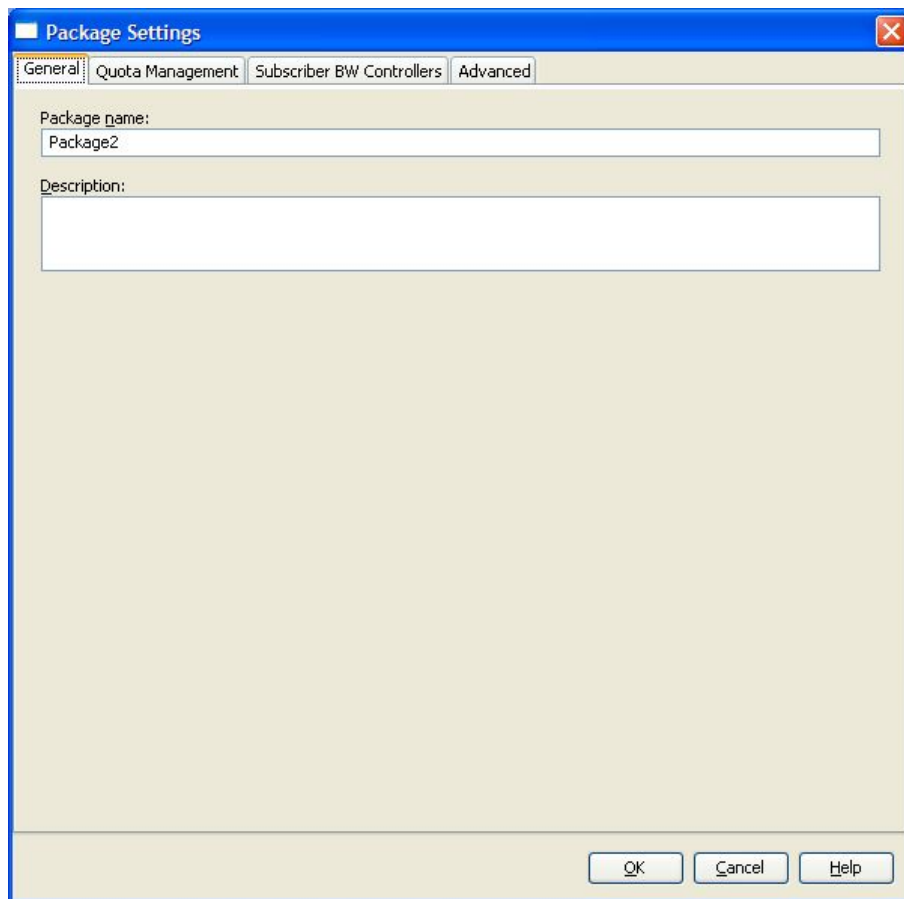 Package Settings
General Quota Management Subscriber BW Controllers Advanced
Package name:
Package2
Description:
OK Cancel Help